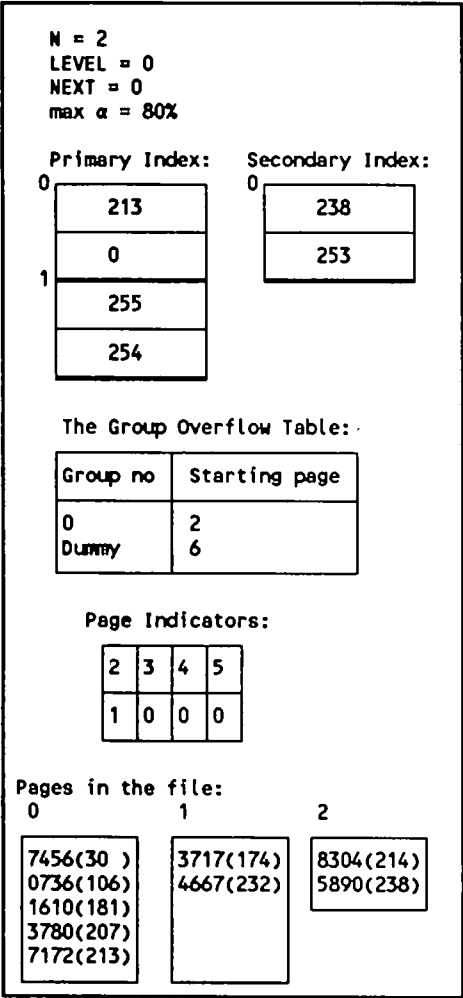 N = 2
LEVEL = 0
NEXT = 0
max α = 80%
Primary Index: Secondary Index:
0 0
213 238
0 253
1
255
254
The Group Overflow Table:
Group no Starting page
0 2
Dummy 6
Page Indicators:
2 3 4 5
1 0 0 0
Pages in the file:
0 1 2
7456(30 ) 3717(174) 8304(214)
0736(106) 4667(232) 5890(238)
1610(181)
3780(207)
7172(213)